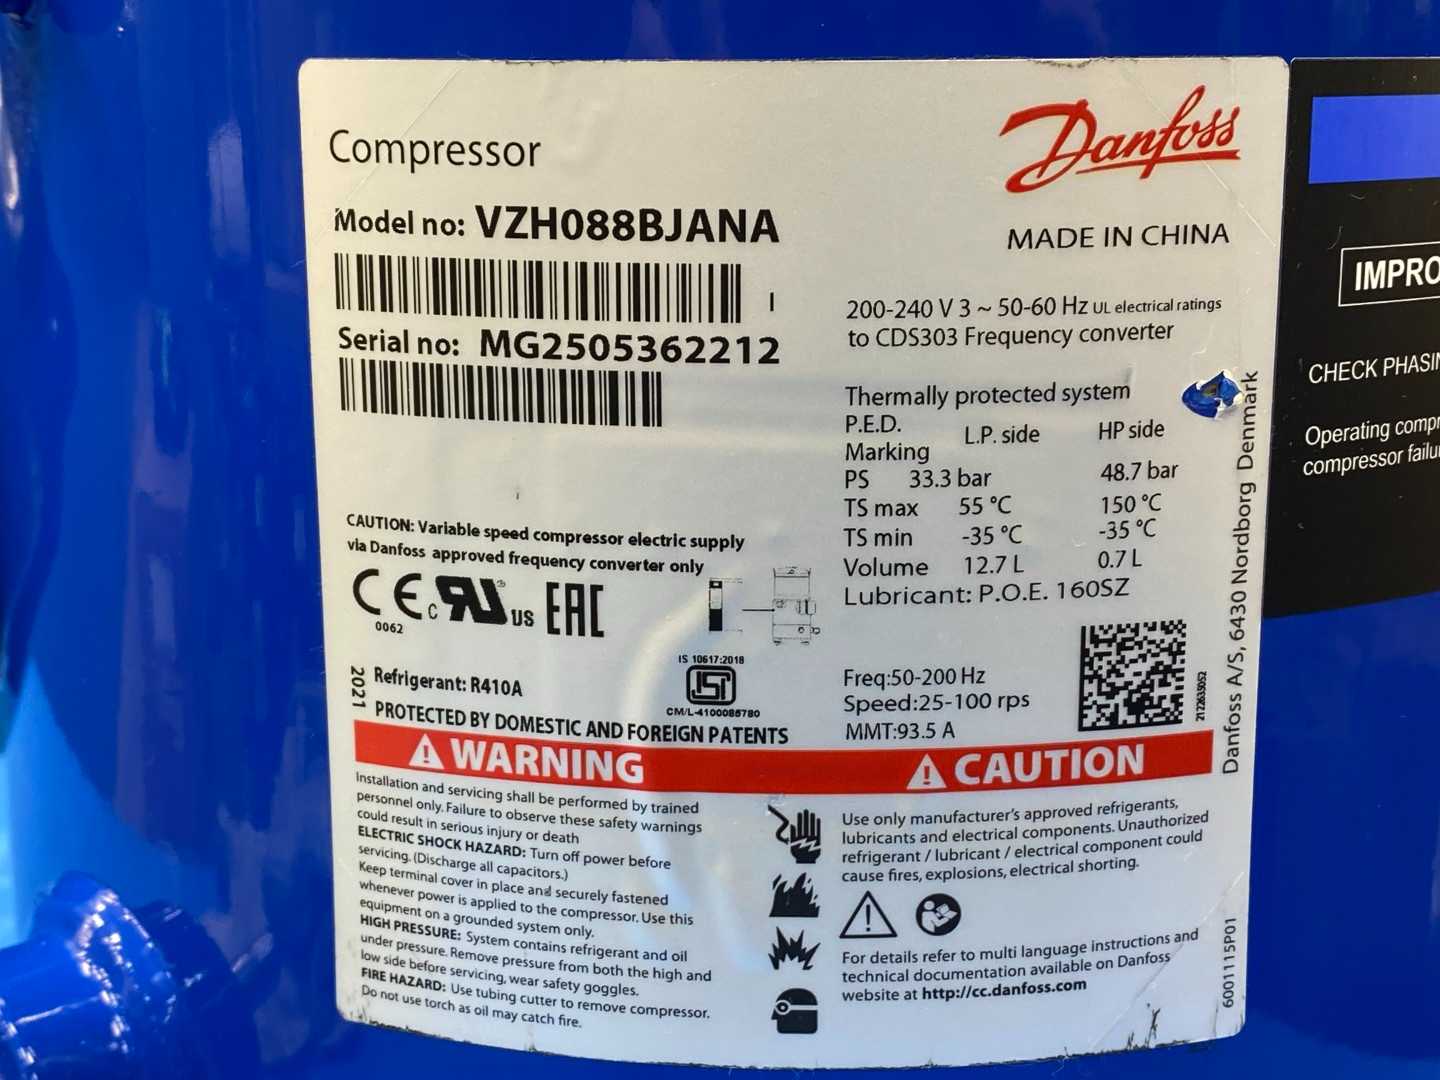 Danfoss
Compressor
Model no: VZH088BJANA
Serial no: MG2505362212
MADE IN CHINA
200-240 V 3 ~ 50-60 Hz UL electrical ratings
to CDS303 Frequency converter
Thermally protected system
P.E.D.
Marking L.P. side HP side
PS 33.3 bar 48.7 bar
TS max 55 °C 150 °C
TS min -35 °C -35 °C
Volume 12.7 L 0.7 L
Lubricant: P.O.E. 160SZ
CAUTION: Variable speed compressor electric supply
via Danfoss approved frequency converter only
CE 0062
c RU us
EAC
IS 10617:2018
ISI
CM/L-4100085780
2021
Refrigerant: R410A
PROTECTED BY DOMESTIC AND FOREIGN PATENTS
Freq:50-200 Hz
Speed:25-100 rps
MMT:93.5 A
Danfoss A/S, 6430 Nordborg Denmark
WARNING
Installation and servicing shall be performed by trained
personnel only. Failure to observe these safety warnings
could result in serious injury or death
ELECTRIC SHOCK HAZARD: Turn off power before
servicing. (Discharge all capacitors.)
Keep terminal cover in place and securely fastened
whenever power is applied to the compressor. Use this
equipment on a grounded system only.
HIGH PRESSURE: System contains refrigerant and oil
under pressure. Remove pressure from both the high and
low side before servicing, wear safety goggles.
FIRE HAZARD: Use tubing cutter to remove compressor.
Do not use torch as oil may catch fire.
CAUTION
Use only manufacturer's approved refrigerants,
lubricants and electrical components. Unauthorized
refrigerant / lubricant / electrical component could
cause fires, explosions, electrical shorting.
For details refer to multi language instructions and
technical documentation available on Danfoss
website at http://cc.danfoss.com
6001115P01
IMPRO
CHECK PHASIN
Operating compr
compressor failu